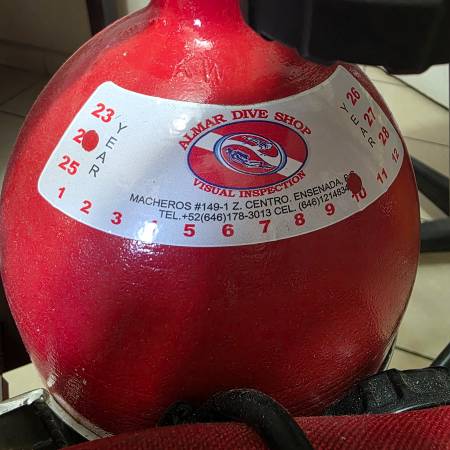 23
25
YEAR
ALMAR DIVE SHOP
VISUAL INSPECTION
26
27
28
YEAR
MACHEROS #149-1 Z. CENTRO, ENSENADA,
TEL.+52(646)178-3013 CEL. (646)
1 2 3 5 6 7 8 9 10 11 12